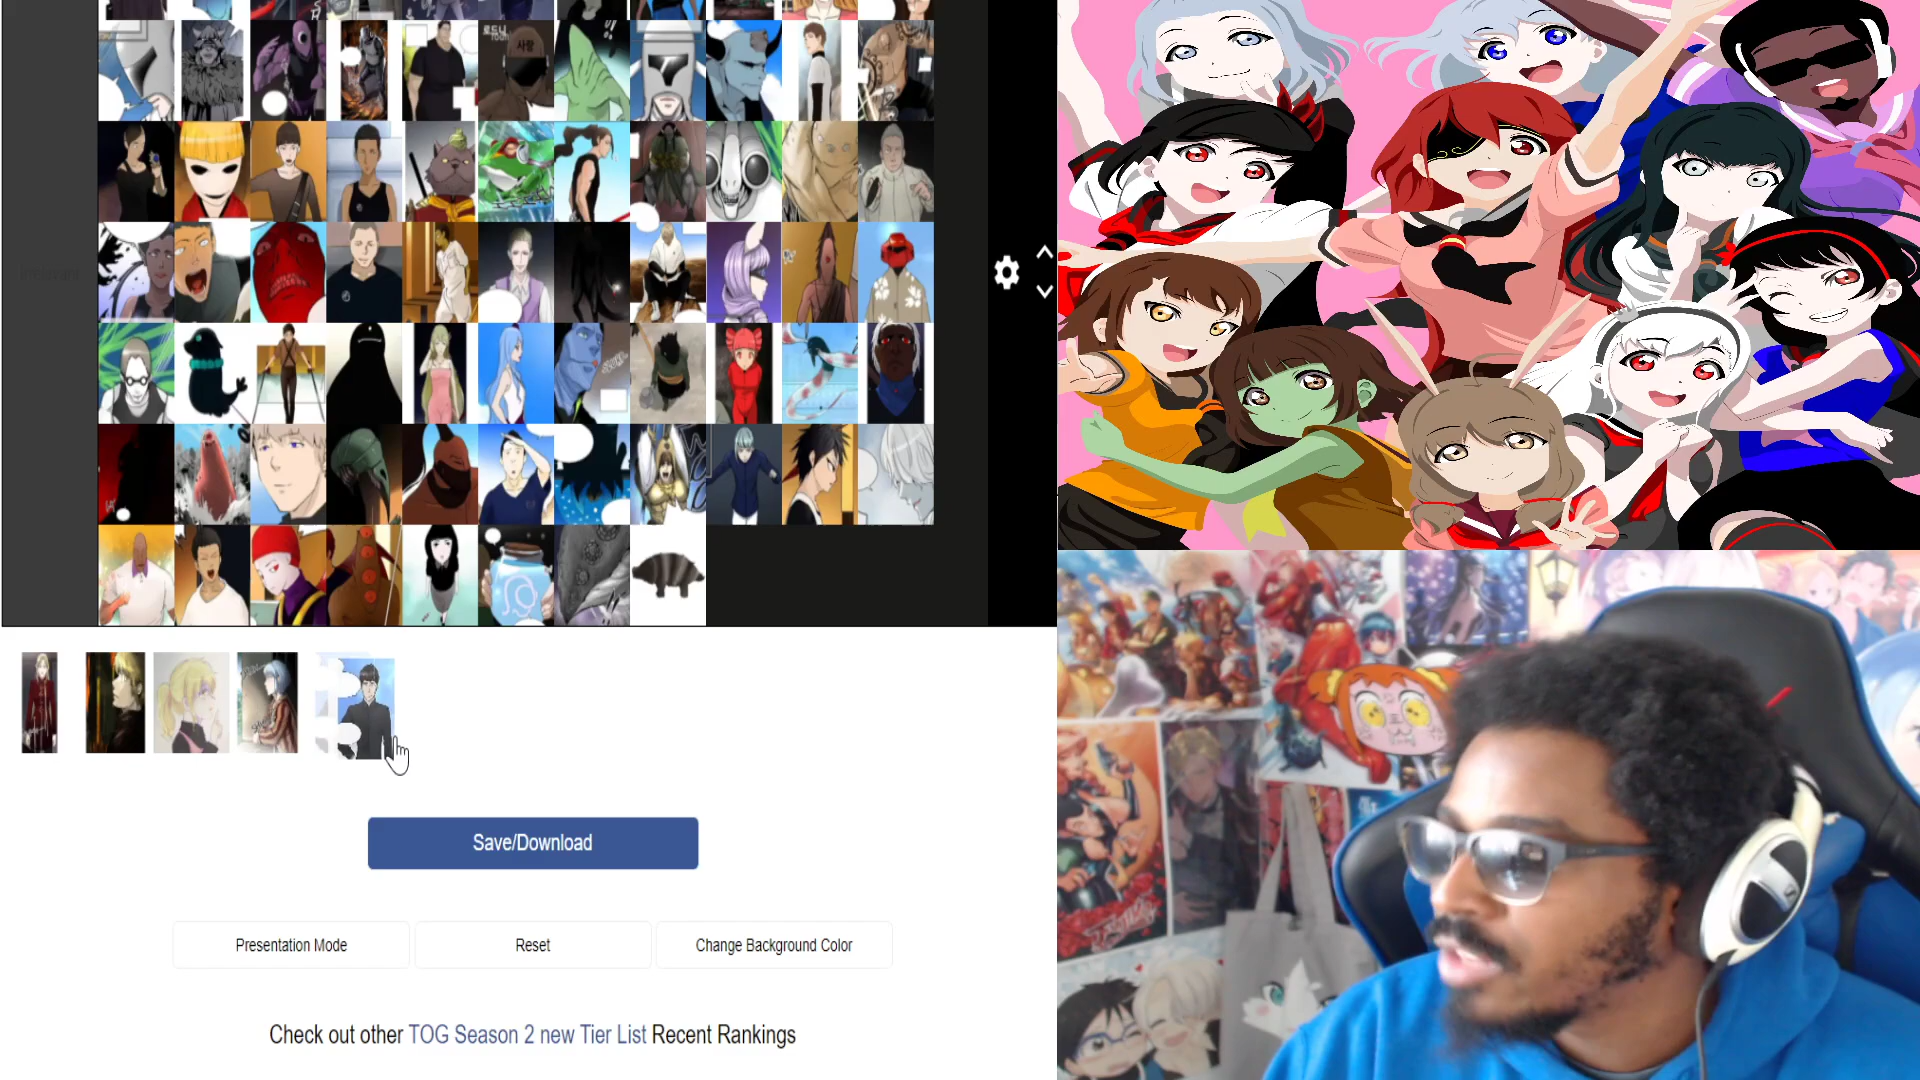 irrelevant
Save/Download
Presentation Mode
Reset
Change Background Color
Check out other TOG Season 2 new Tier List Recent Rankings